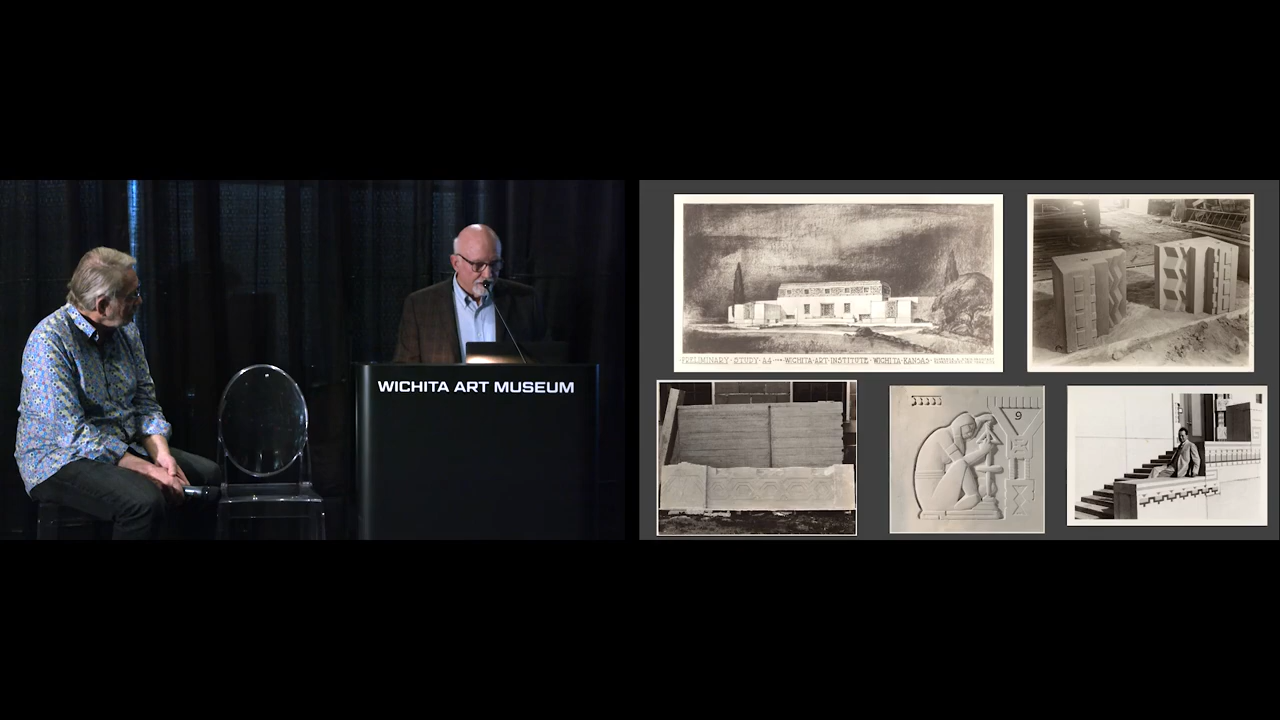 WICHITA ART MUSEUM
PRELIMINARY · STUDY · A4 · WICHITA · ART · INSTITUTE · WICHITA · KANSAS ·
9